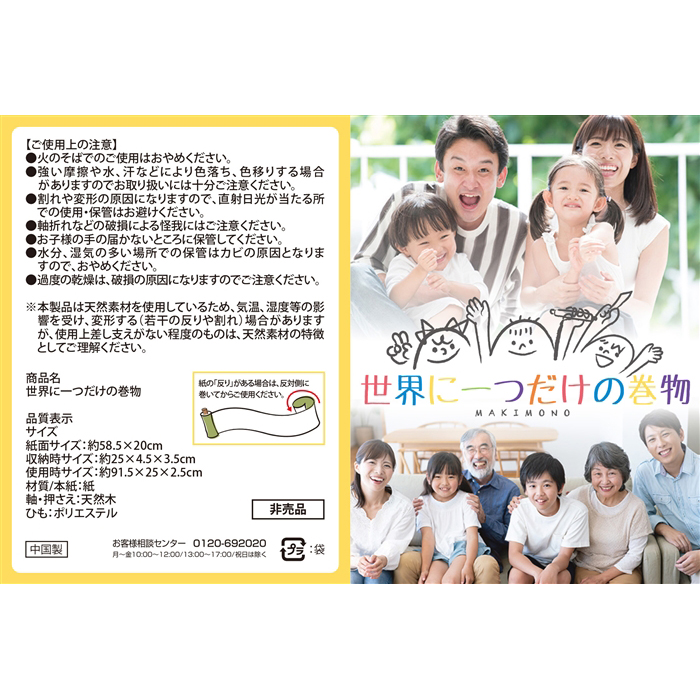 【ご使用上の注意】
●火のそばでのご使用はおやめください。
●強い摩擦や水、汗などにより色落ち、色移りする場合
がありますのでお取り扱いには十分ご注意ください。
●割れや変形の原因になりますので、直射日光が当たる所
での使用・保管はお避けください。
●軸折れなどの破損による怪我にはご注意ください。
●お子様の手の届かないところに保管してください。
●水分、湿気の多い場所での保管はカビの原因となりま
すので、おやめください。
●過度の乾燥は、破損の原因になりますのでご注意ください。
※本製品は天然素材を使用しているため、気温、湿度等の影
響を受け、変形する(若干の反りや割れ)場合があります
が、使用上差し支えがない程度のものは、天然素材の特徴
としてご理解ください。
商品名
世界に一つだけの巻物
紙の「反り」がある場合は、反対側に
巻いてからご使用ください。
品質表示
サイズ
紙面サイズ：約58.5×20cm
収納時サイズ：約25×4.5×3.5cm
使用時サイズ：約91.5×25×2.5cm
材質/本紙：紙
軸・押さえ：天然木
ひも：ポリエステル
非売品
中国製
お客様相談センター 0120-692020
月〜金10:00〜12:00/13:00〜17:00/祝日は除く
プラ
：袋
世界に一つだけの巻物
MAKIMONO